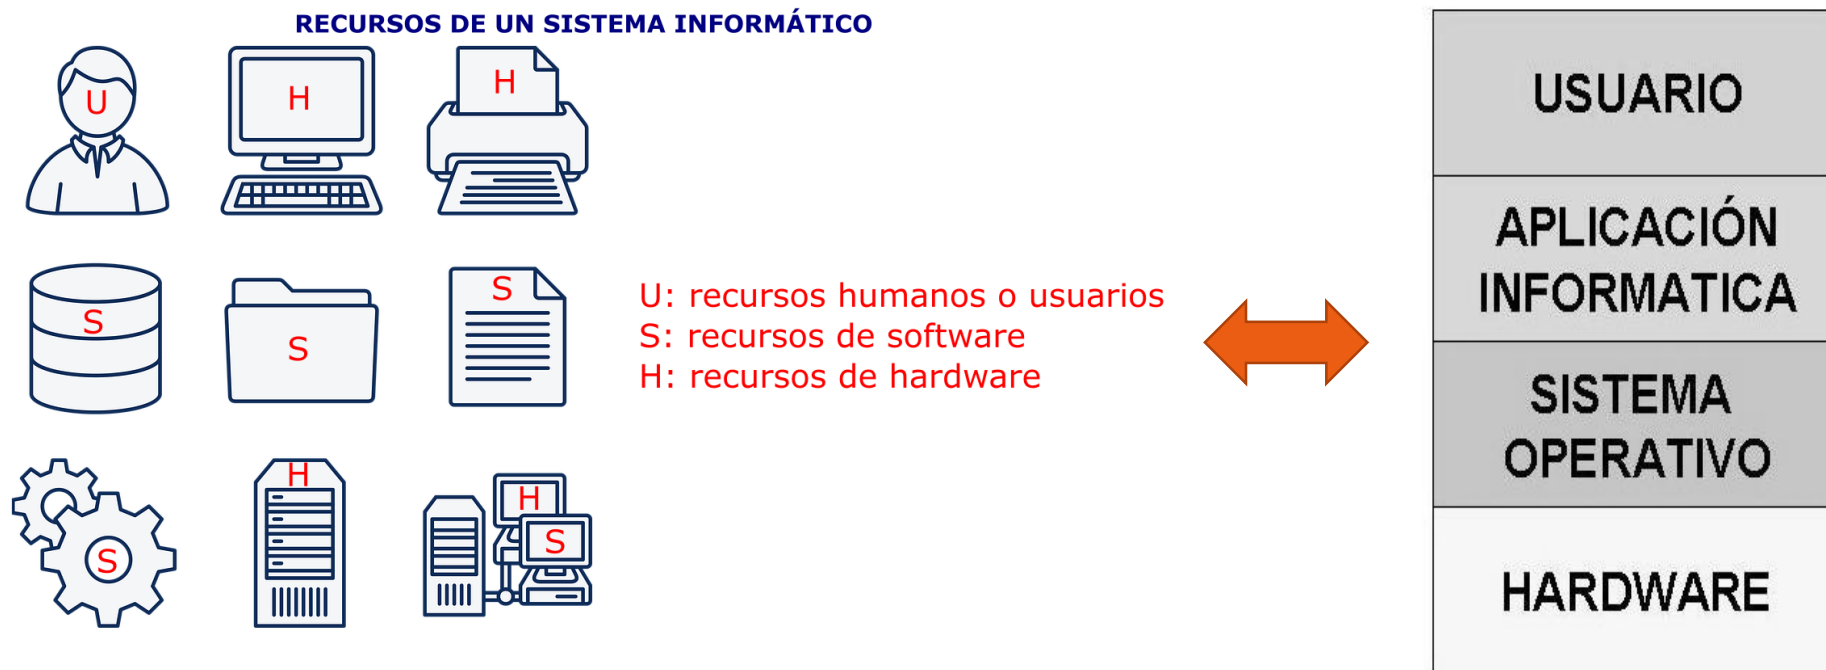 RECURSOS DE UN SISTEMA INFORMÁTICO
U
H
H
S
S
S
S
H
H
S
U: recursos humanos o usuarios
S: recursos de software
H: recursos de hardware
USUARIO
APLICACIÓN
INFORMATICA
SISTEMA
OPERATIVO
HARDWARE